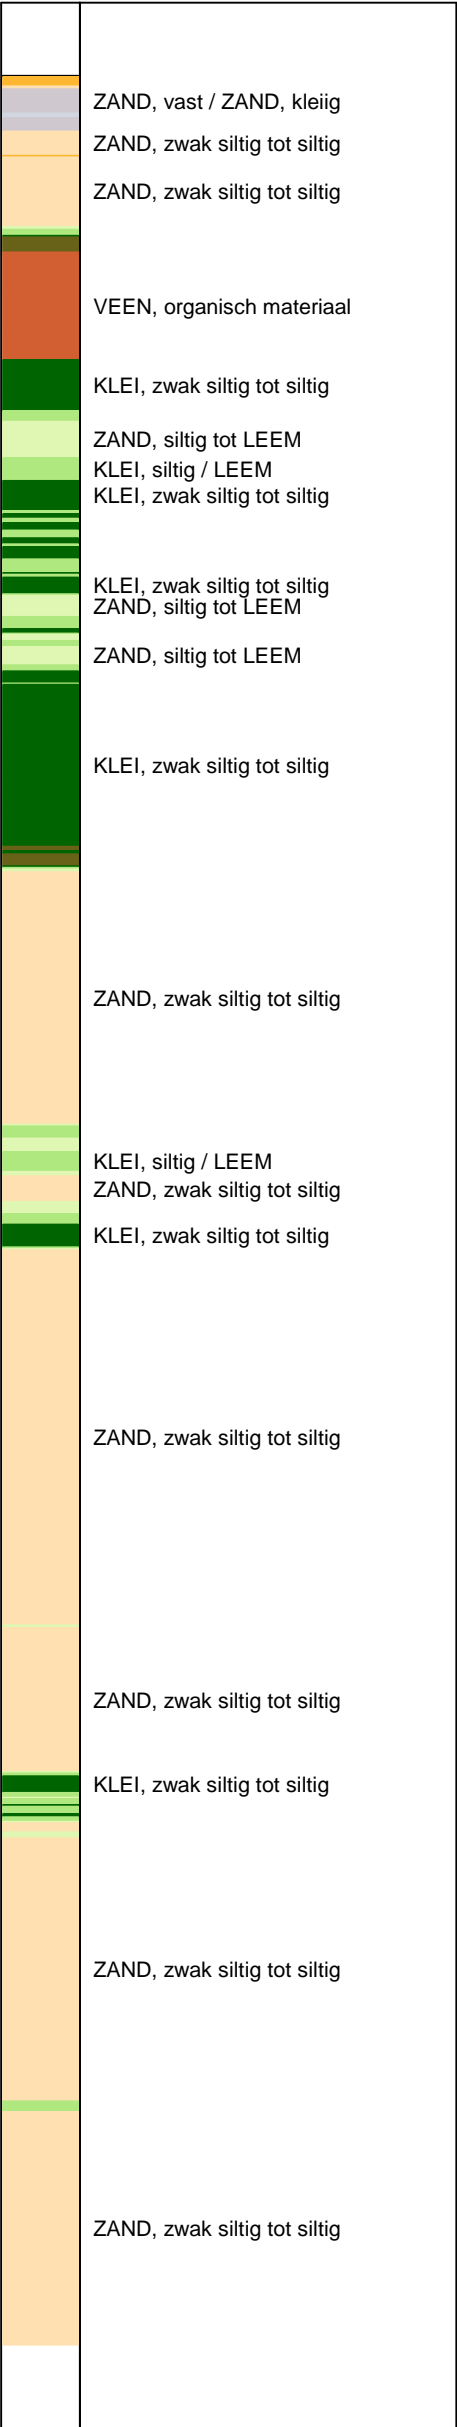 ZAND, vast / ZAND, kleiig
ZAND, zwak siltig tot siltig
ZAND, zwak siltig tot siltig
VEEN, organisch materiaal
KLEI, zwak siltig tot siltig
ZAND, siltig tot LEEM
KLEI, siltig / LEEM
KLEI, zwak siltig tot siltig
KLEI, zwak siltig tot siltig
ZAND, siltig tot LEEM
ZAND, siltig tot LEEM
KLEI, zwak siltig tot siltig
ZAND, zwak siltig tot siltig
KLEI, siltig / LEEM
ZAND, zwak siltig tot siltig
KLEI, zwak siltig tot siltig
ZAND, zwak siltig tot siltig
ZAND, zwak siltig tot siltig
KLEI, zwak siltig tot siltig
ZAND, zwak siltig tot siltig
ZAND, zwak siltig tot siltig